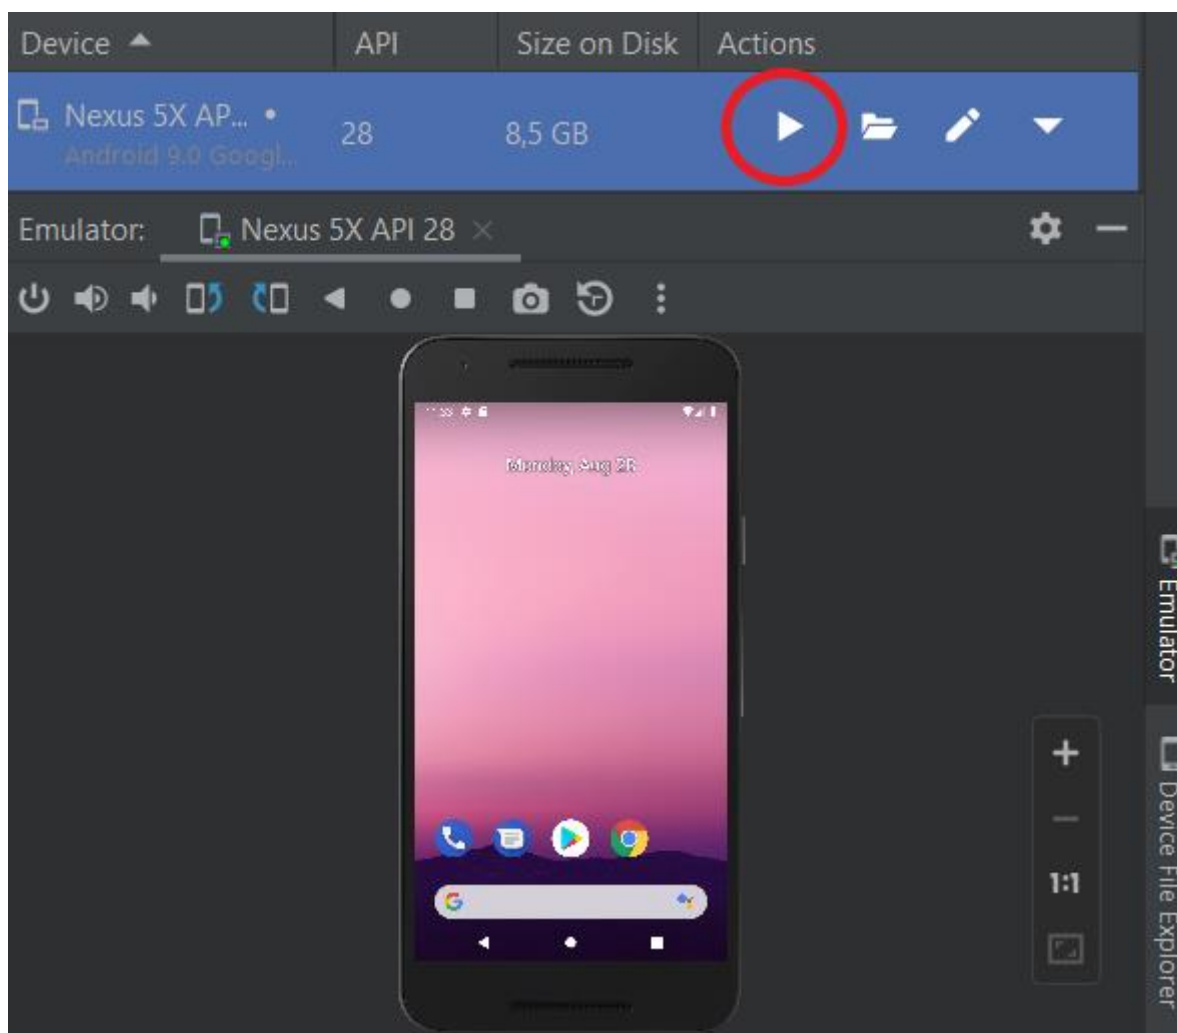 Device API Size on Disk Actions
Nexus 5X AP...
28 8,5 GB
Android 9.0 Googl...
Emulator: Nexus 5X API 28
Monday, Aug 28
1:1
Emulator
Device File Explorer